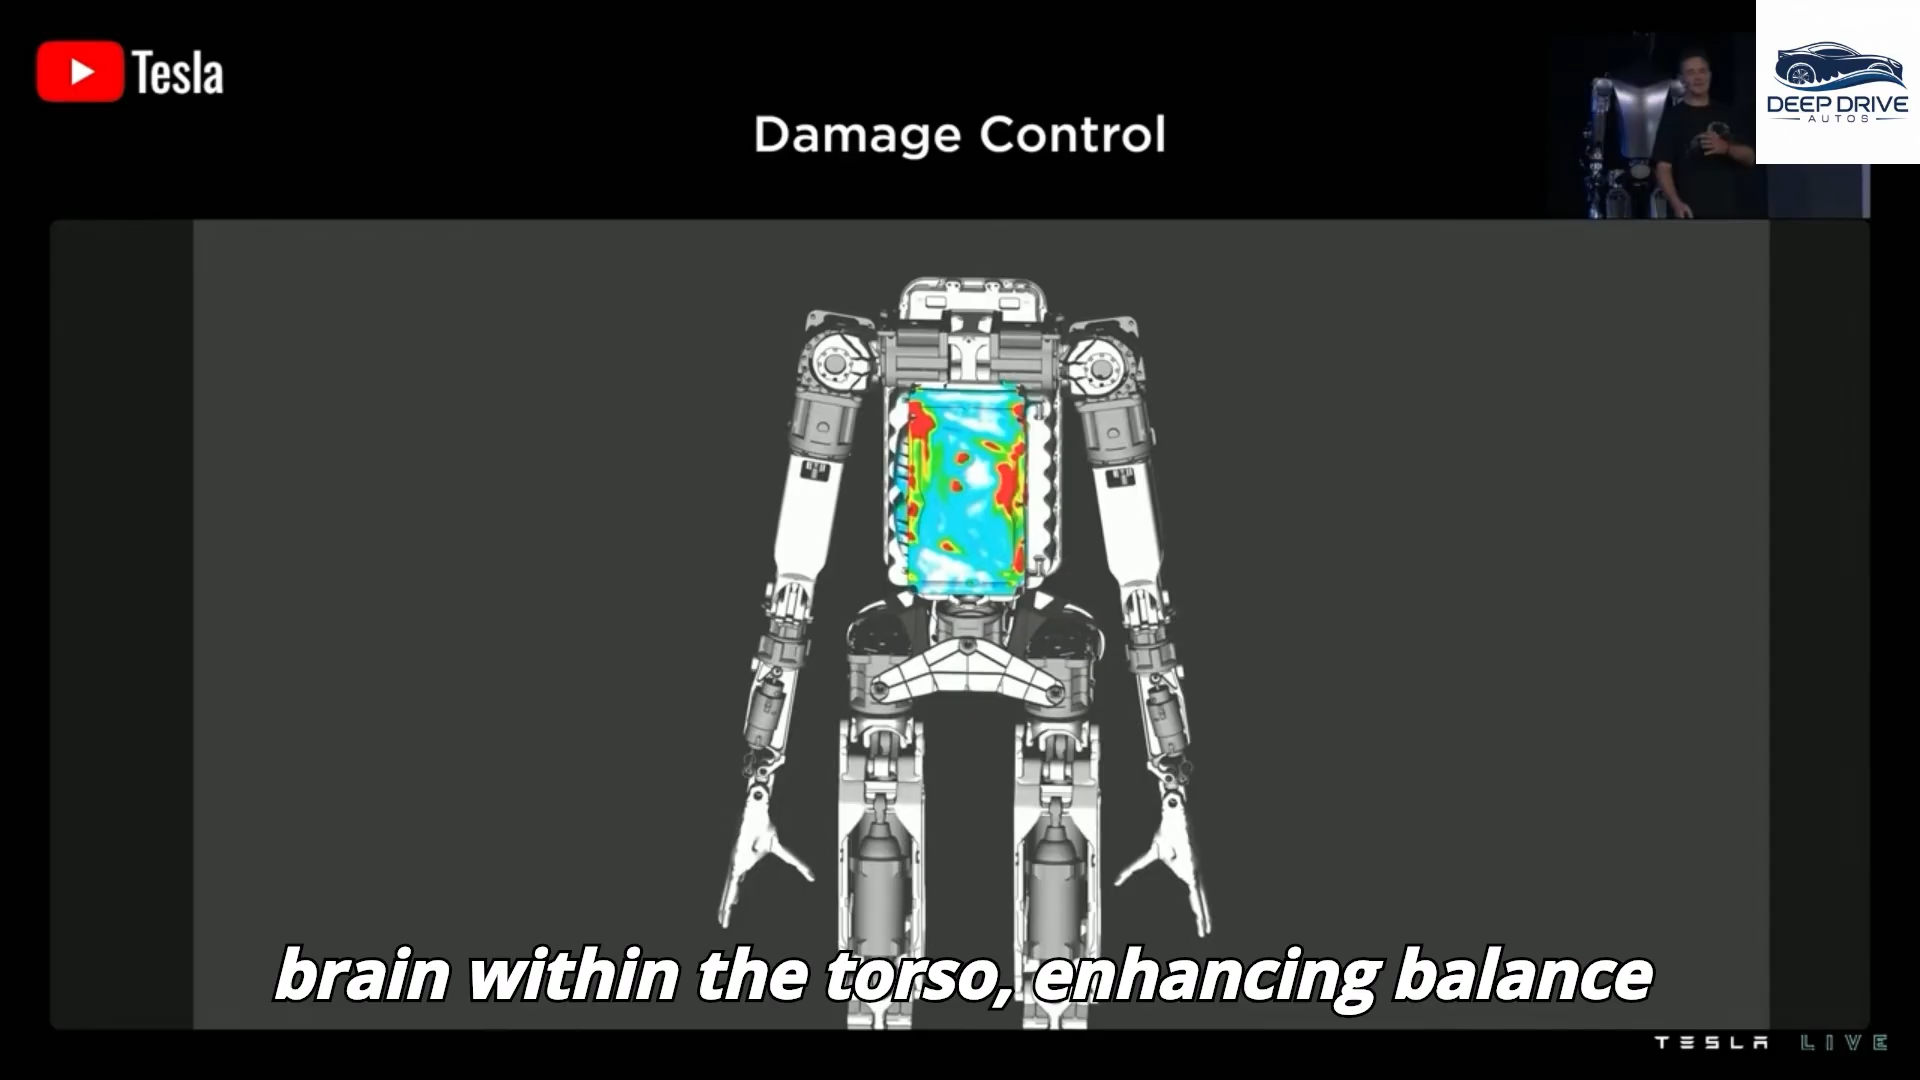 Tesla
DEEP DRIVE
AUTOS
Damage Control
brain within the torso, enhancing balance
TESLA LIVE